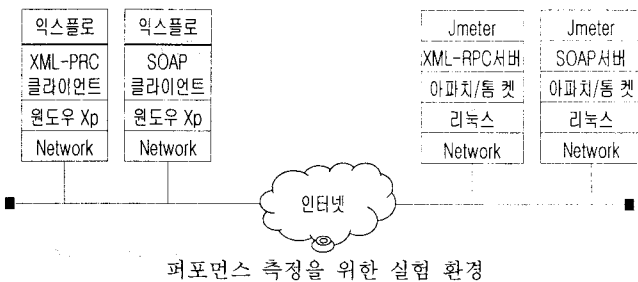 익스플로
XML-PRC
클라이언트
윈도우 Xp
Network
익스플로
SOAP
클라이언트
윈도우 Xp
Network
Jmeter
XML-RPC서버
아파치/톰 켓
리눅스
Network
Jmeter
SOAP서버
아파치/톰 켓
리눅스
Network
인터넷
퍼포먼스 측정을 위한 실험 환경